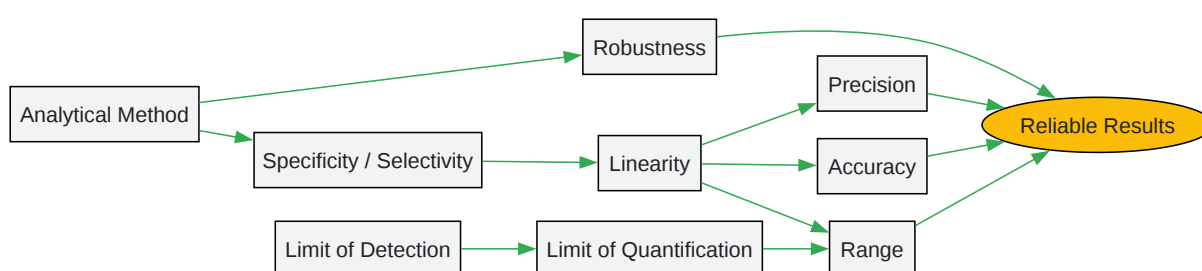 Robustness
Precision
Analytical Method
Reliable Results
Specificity / Selectivity
Linearity
Accuracy
Limit of Detection
Limit of Quantification
Range